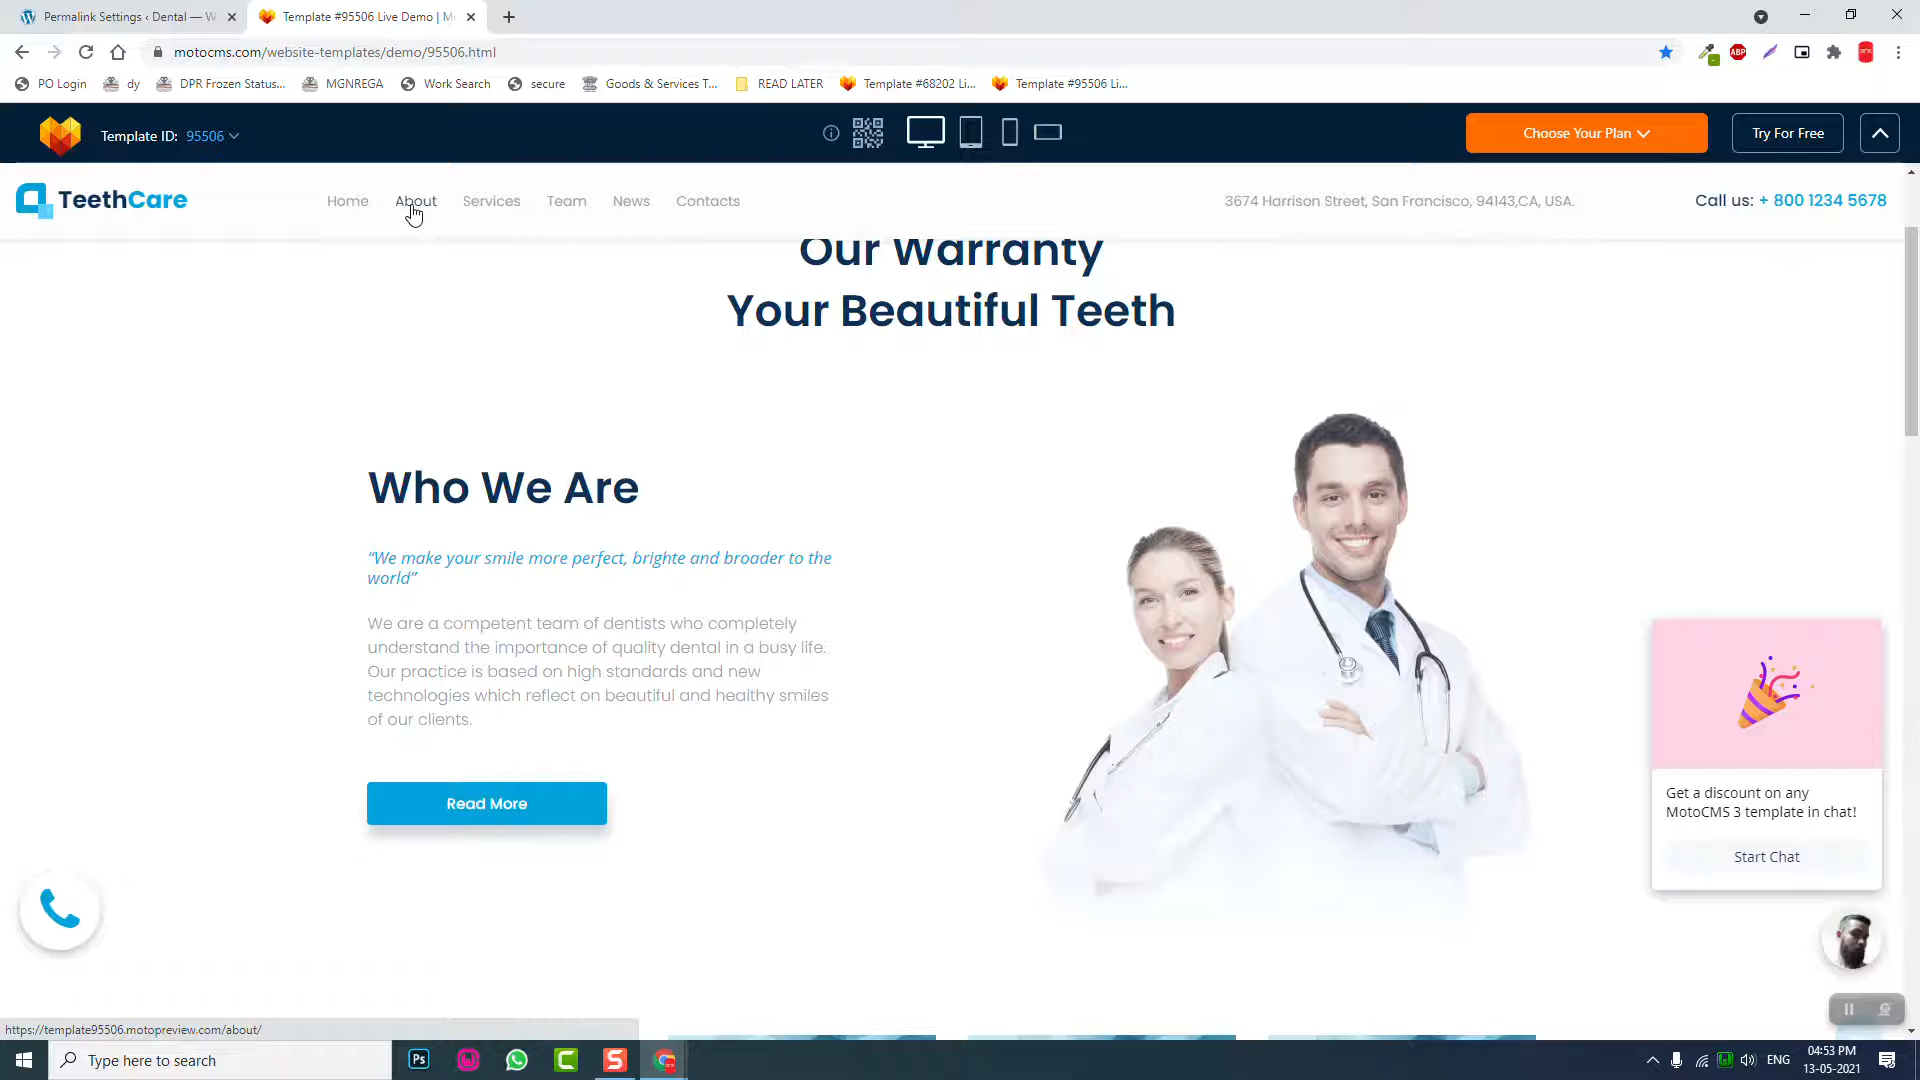 Permalink Settings ‹ Dental — W
Template #95506 Live Demo | Mo
motocms.com/website-templates/demo/95506.html
ABP
PO Login
dy
DPR Frozen Status...
MGNREGA
Work Search
secure
Goods & Services T...
READ LATER
Template #68202 Li...
Template #95506 Li...
Template ID: 95506
Choose Your Plan
Try For Free
TeethCare
Home
About
Services
Team
News
Contacts
3674 Harrison Street, San Francisco, 94143,CA, USA.
Call us: + 800 1234 5678
Our Warranty
Your Beautiful Teeth
Who We Are
“We make your smile more perfect, brighte and broader to the
world”
We are a competent team of dentists who completely
understand the importance of quality dental in a busy life.
Our practice is based on high standards and new
technologies which reflect on beautiful and healthy smiles
of our clients.
Read More
Get a discount on any
MotoCMS 3 template in chat!
Start Chat
https://template95506.motopreview.com/about/
Type here to search
Ps
ENG
04:53 PM
13-05-2021